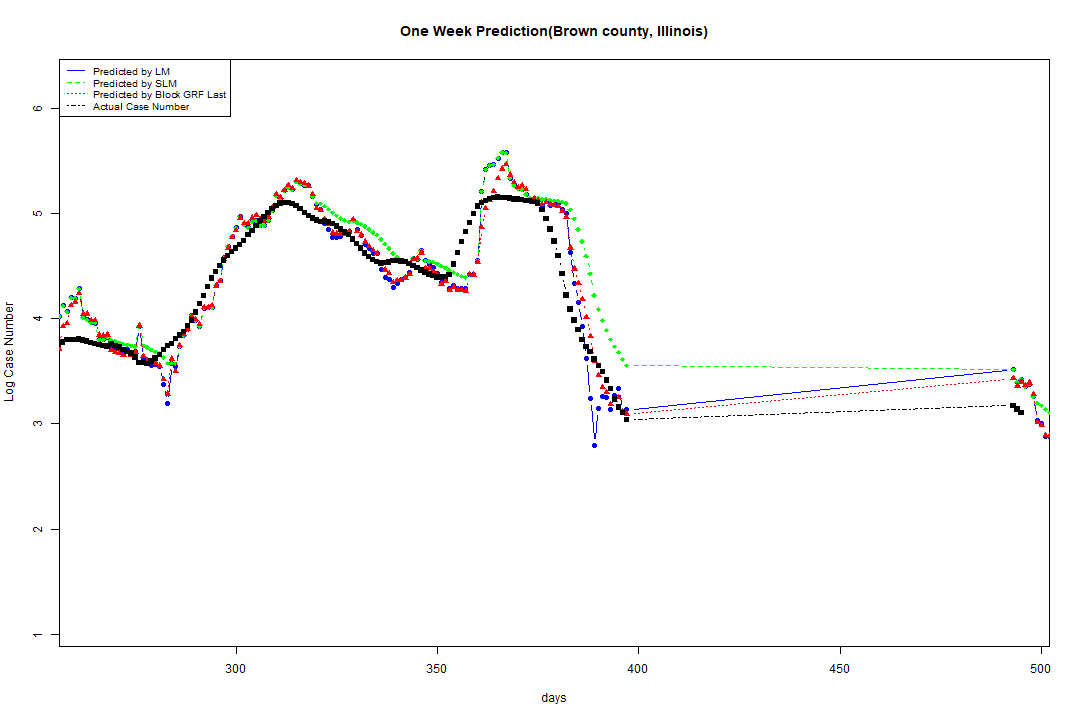 One Week Prediction(Brown county, Illinois)
Predicted by LM
Predicted by SLM
Predicted by Block GRF Last
Actual Case Number
Log Case Number
6
5
4
3
2
1
300
350
400
450
500
days